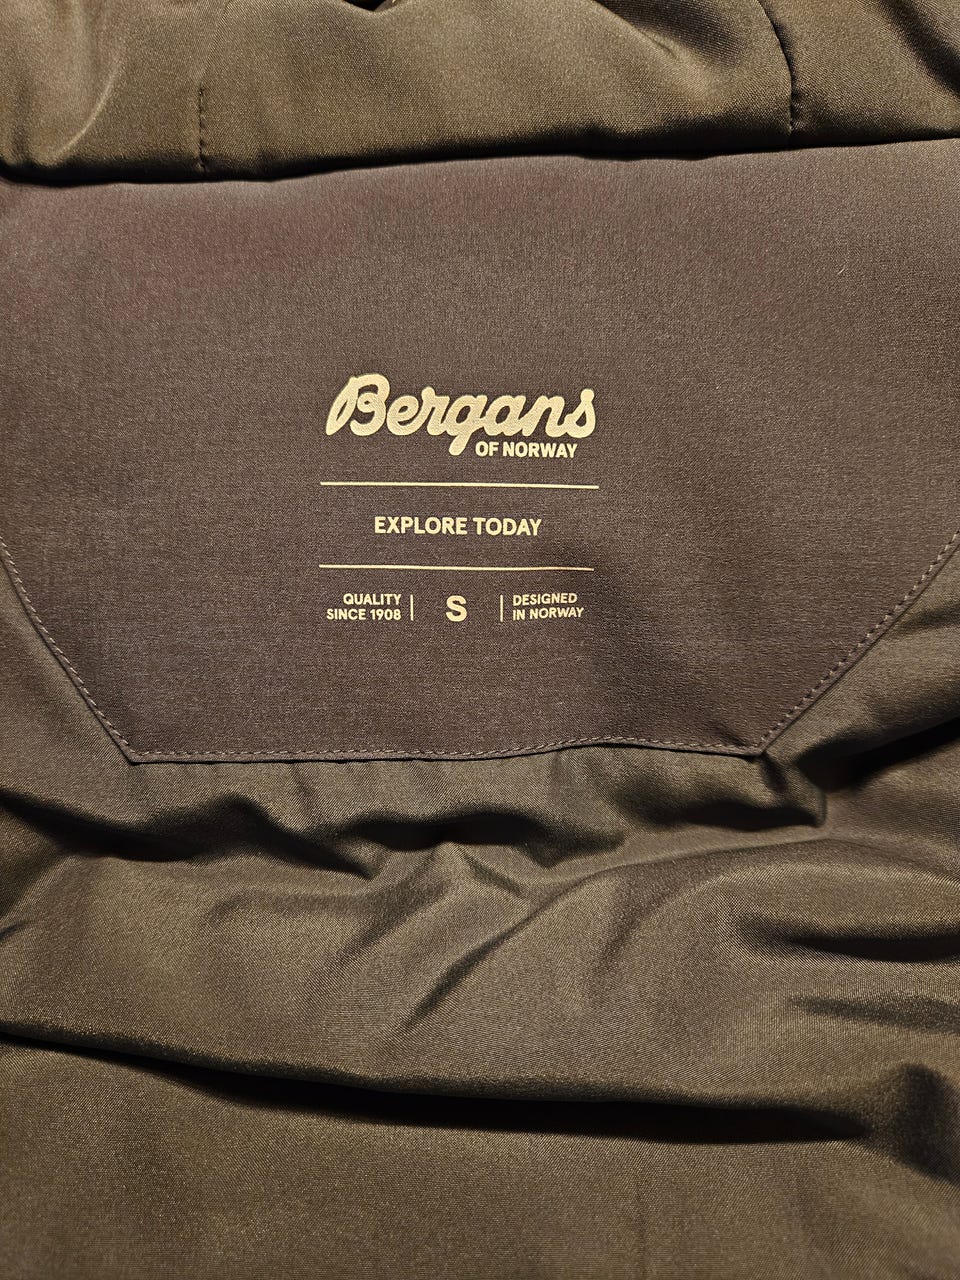 Bergans
OF NORWAY
EXPLORE TODAY
QUALITY
SINCE 1908
S
DESIGNED
IN NORWAY